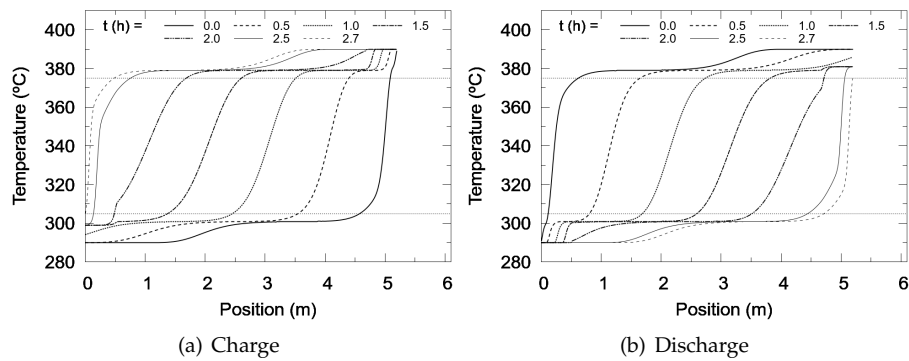 t (h) = 0.0 0.5 1.0 1.5
2.0 2.5 2.7
400
380
360
340
320
300
280
Temperature (ºC)
0 1 2 3 4 5 6
Position (m)
(a) Charge
t (h) = 0.0 0.5 1.0 1.5
2.0 2.5 2.7
400
380
360
340
320
300
280
Temperature (ºC)
0 1 2 3 4 5 6
Position (m)
(b) Discharge